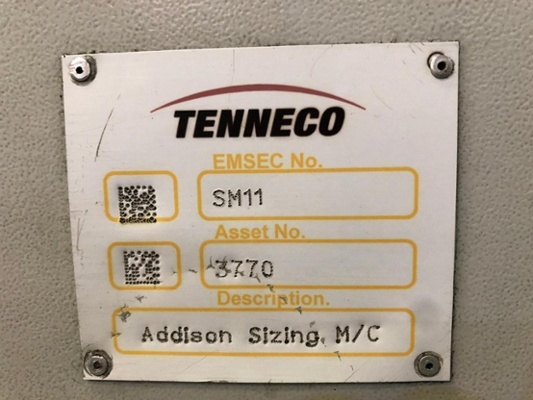 TENNECO
EMSEC No.
SM11
Asset No.
3770
Description.
Addison Sizing M/C